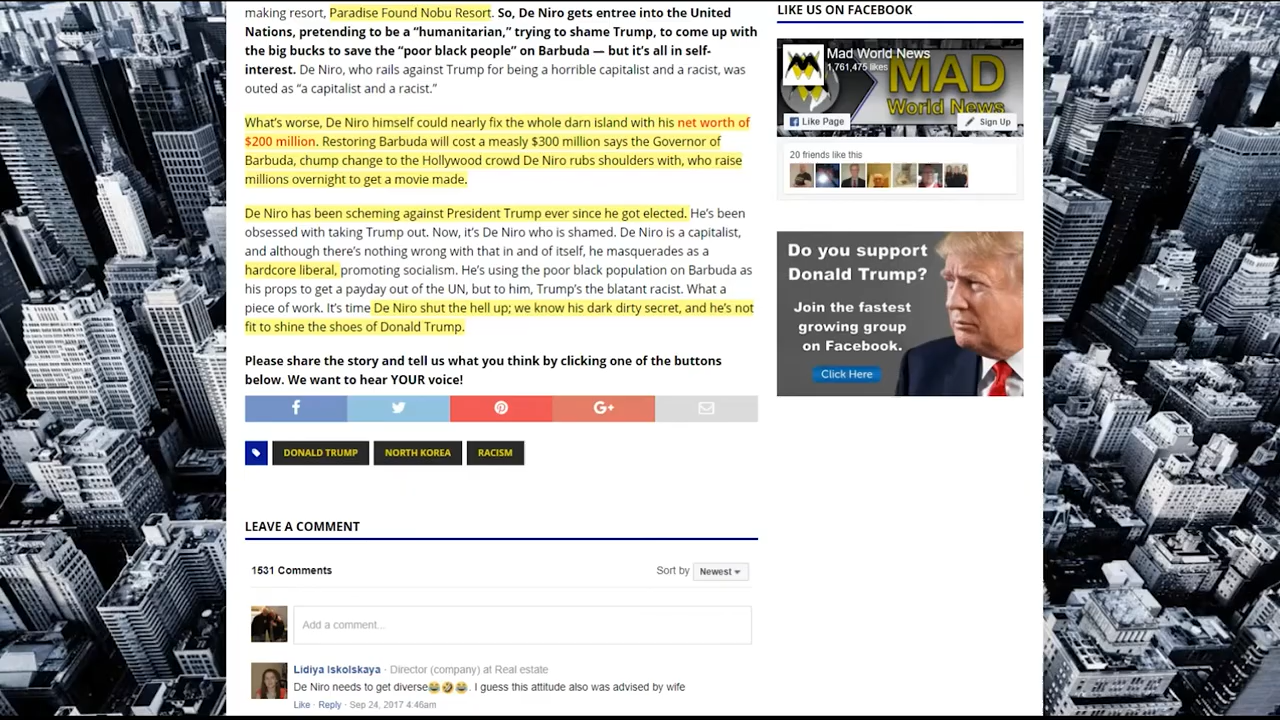 making resort, Paradise Found Nobu Resort. So, De Niro gets entree into the United
Nations, pretending to be a “humanitarian,” trying to shame Trump, to come up with
the big bucks to save the “poor black people” on Barbuda — but it’s all in self-
interest. De Niro, who rails against Trump for being a horrible capitalist and a racist, was
outed as “a capitalist and a racist.”
What’s worse, De Niro himself could nearly fix the whole darn island with his net worth of
$200 million. Restoring Barbuda will cost a measly $300 million says the Governor of
Barbuda, chump change to the Hollywood crowd De Niro rubs shoulders with, who raise
millions overnight to get a movie made.
De Niro has been scheming against President Trump ever since he got elected. He’s been
obsessed with taking Trump out. Now, it’s De Niro who is shamed. De Niro is a capitalist,
and although there’s nothing wrong with that in and of itself, he masquerades as a
hardcore liberal, promoting socialism. He’s using the poor black population on Barbuda as
his props to get a payday out of the UN, but to him, Trump’s the blatant racist. What a
piece of work. It’s time De Niro shut the hell up; we know his dark dirty secret, and he’s not
fit to shine the shoes of Donald Trump.
Please share the story and tell us what you think by clicking one of the buttons
below. We want to hear YOUR voice!
DONALD TRUMP
NORTH KOREA
RACISM
LEAVE A COMMENT
1531 Comments
Sort by Newest
Add a comment...
Lidiya Iskolskaya · Director (company) at Real estate
De Niro needs to get diverse😂🤣😂. I guess this attitude also was advised by wife
Like · Reply · Sep 24, 2017 4:46am
LIKE US ON FACEBOOK
Mad World News
1,761,475 likes
MAD
World News
Like Page
Sign Up
20 friends like this
Do you support
Donald Trump?
Join the fastest
growing group
on Facebook.
Click Here